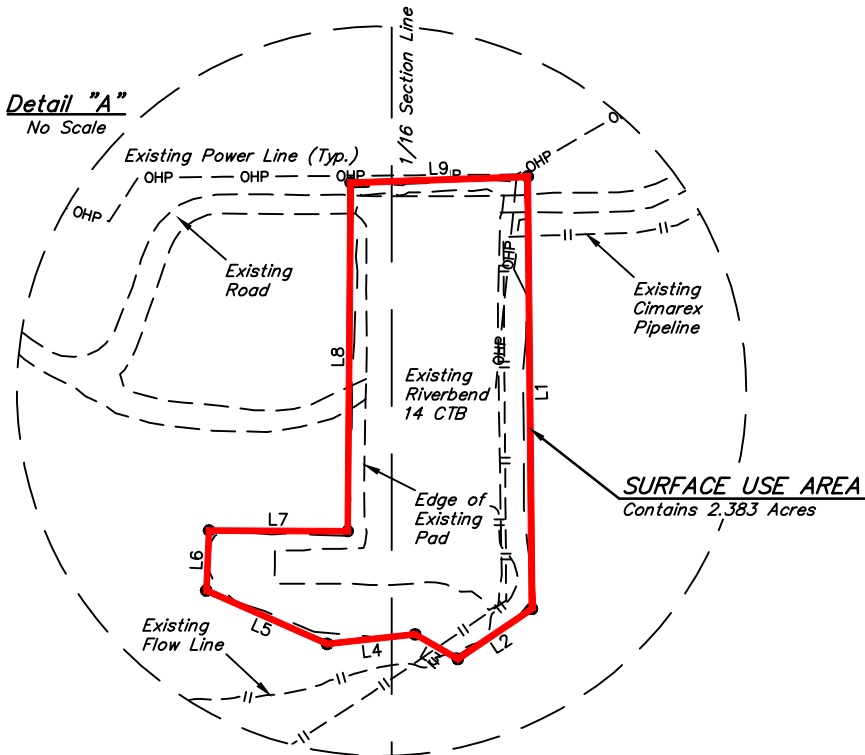 Detail "A"
No Scale
1/16 Section Line
Existing Power Line (Typ.)
OHP
OHP
OHP
L9
OHP
OHP
Existing
Road
Existing
Cimarex
Pipeline
OHP
OHP
L8
L1
Existing
Riverbend
14 CTB
SURFACE USE AREA
Contains 2.383 Acres
Edge of
Existing
Pad
L7
L6
L5
L4
L3
L2
Existing
Flow Line